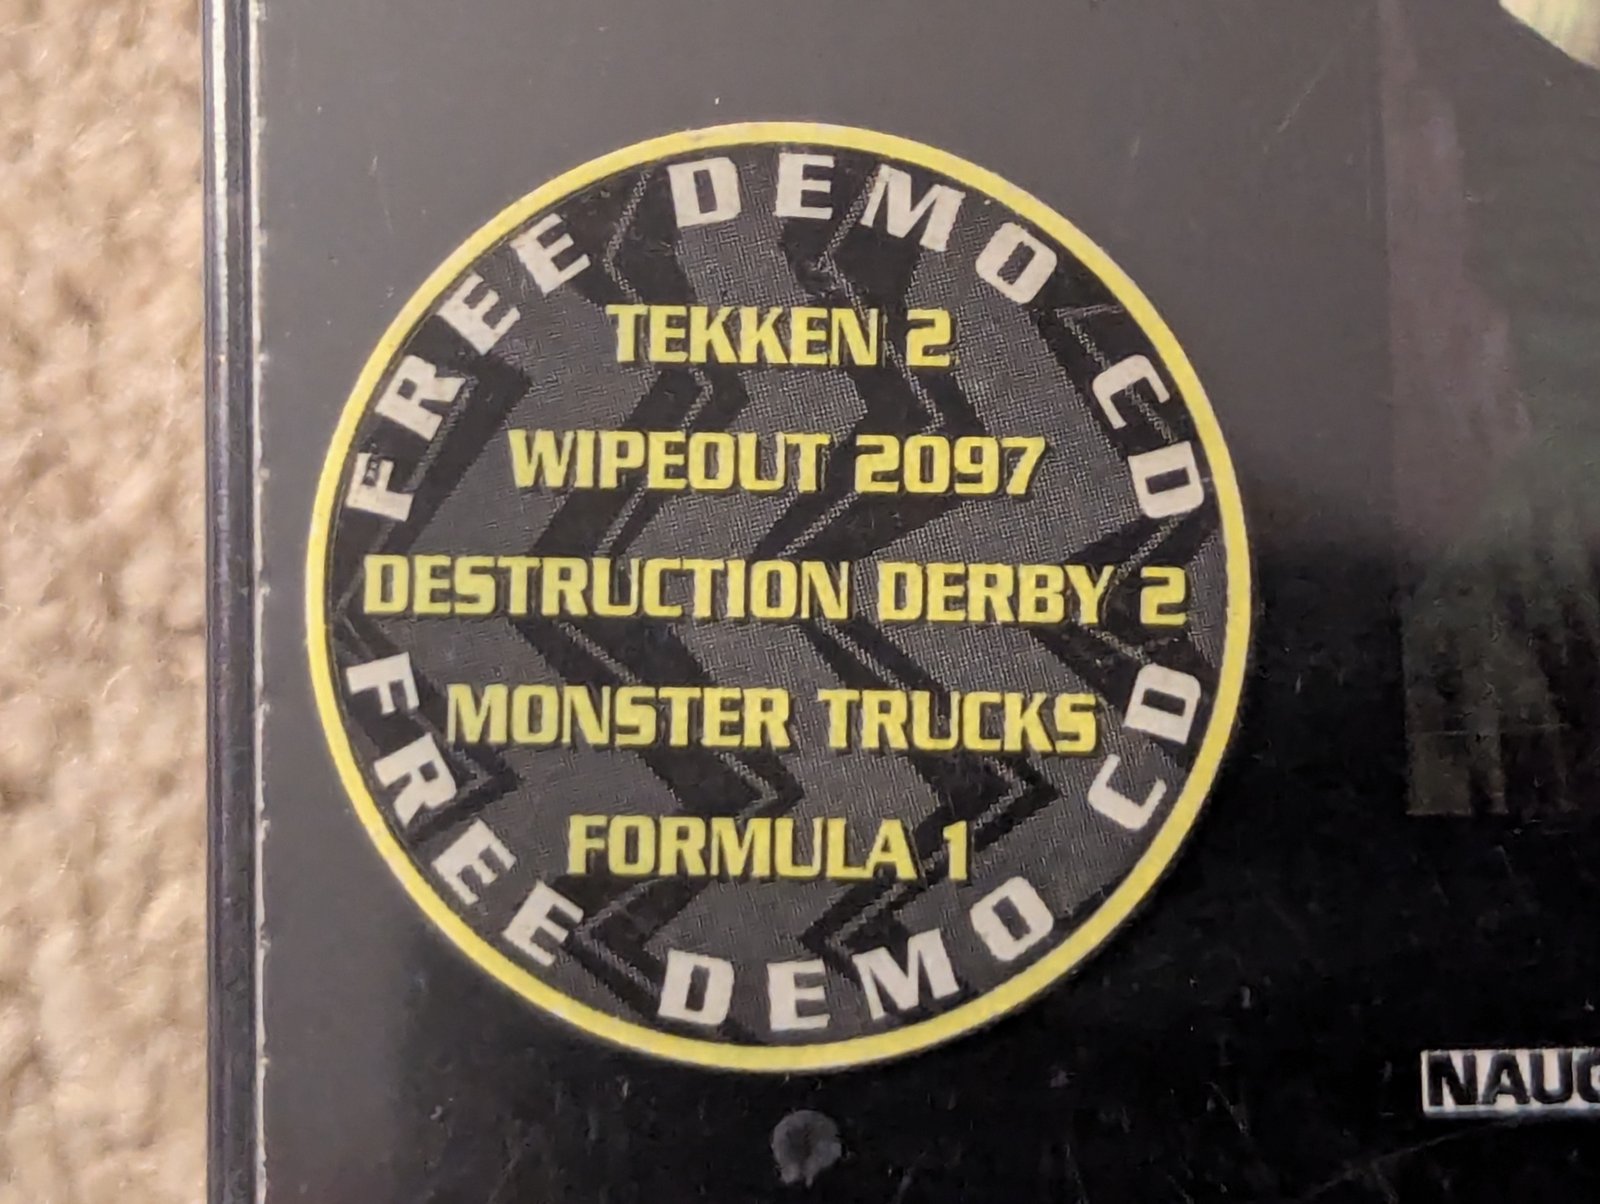 FREE DEMO CD
TEKKEN 2
WIPEOUT 2097
DESTRUCTION DERBY 2
MONSTER TRUCKS
FORMULA 1
FREE DEMO CD
NAUG